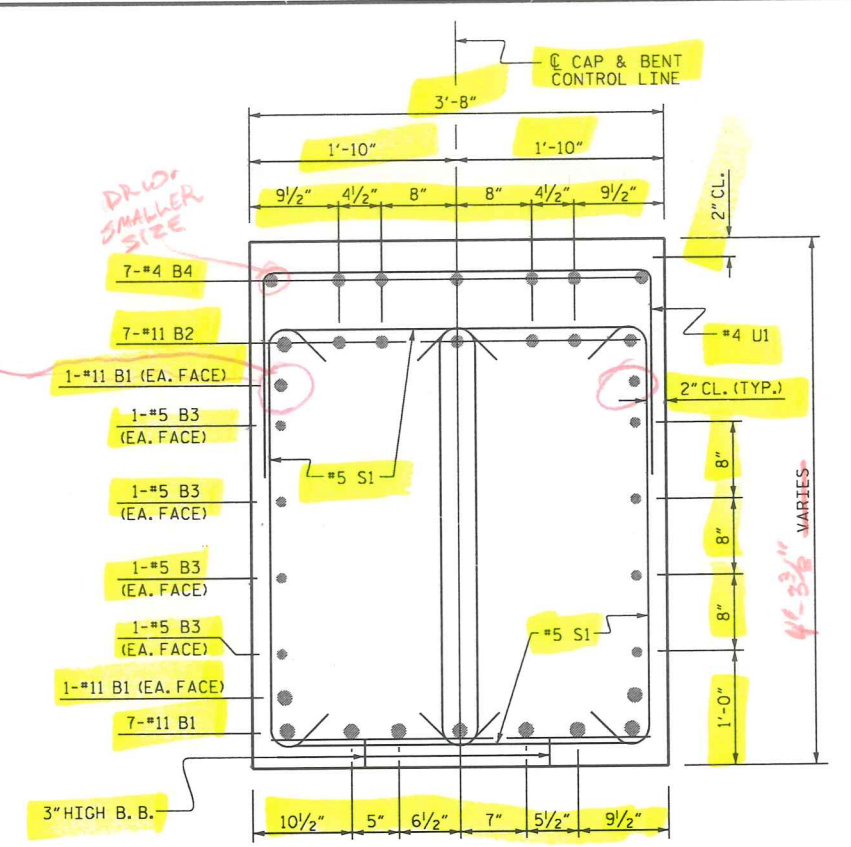 ℄ CAP & BENT
CONTROL LINE
3'-8"
1'-10" 1'-10"
9½" 4½" 8" 8" 4½" 9½"
2" CL.
DRW.
SMALLER
SIZE
7-#4 B4
7-#11 B2
#4 U1
1-#11 B1 (EA. FACE)
2" CL. (TYP.)
1-#5 B3
(EA. FACE)
#5 S1
8"
1-#5 B3
(EA. FACE)
8"
VARIES
4'-3⅜"
1-#5 B3
(EA. FACE)
8"
1-#5 B3
(EA. FACE)
#5 S1
1-#11 B1 (EA. FACE)
1'-0"
7-#11 B1
3" HIGH B.B.
10½" 5" 6½" 7" 5½" 9½"